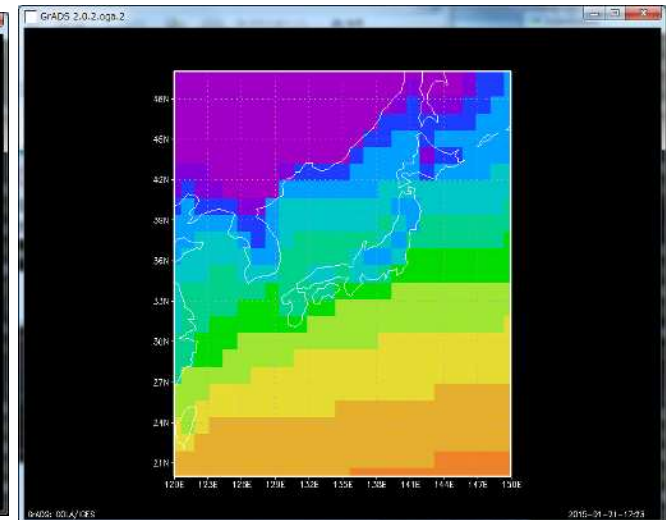 GrADS 2.0.2.oga.2
48N
45N
42N
39N
36N
33N
30N
27N
24N
21N
120E 123E 126E 129E 132E 135E 138E 141E 144E 147E 150E
GrADS: COLA/IGES
2015-01-21-17:23